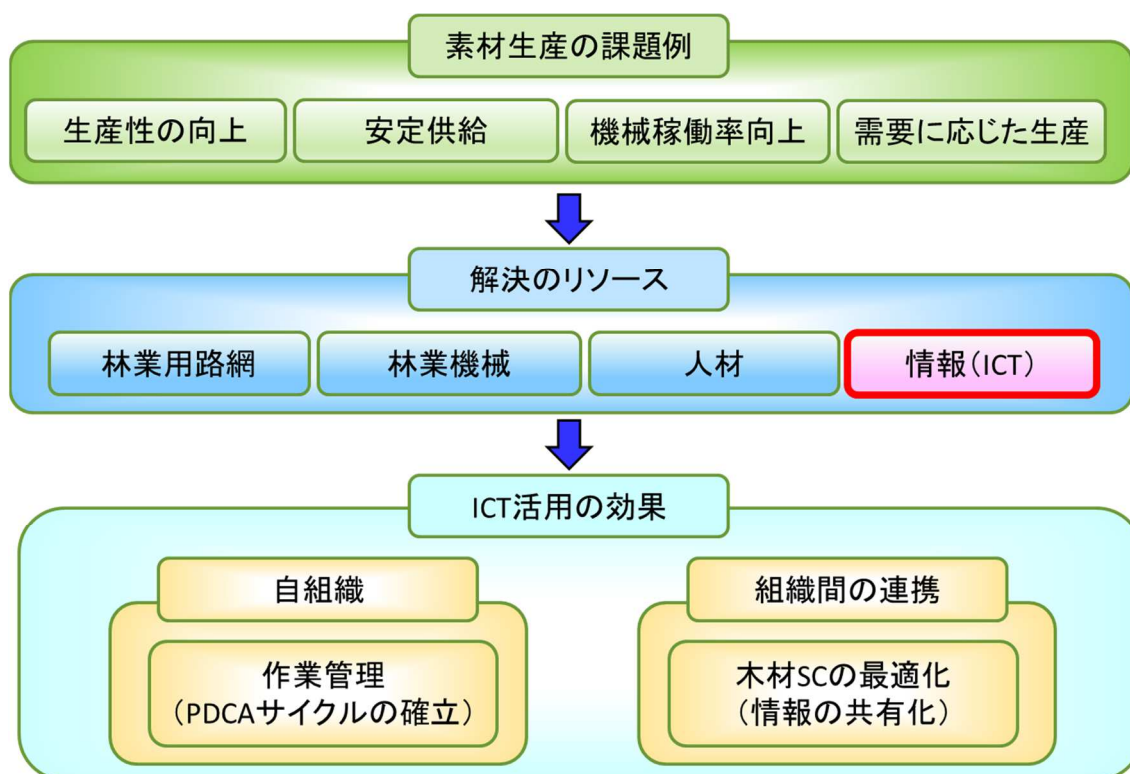 素材生産の課題例
生産性の向上
安定供給
機械稼働率向上
需要に応じた生産
解決のリソース
林業用路網
林業機械
人材
情報（ICT）
ICT活用の効果
自組織
作業管理
（PDCAサイクルの確立）
組織間の連携
木材SCの最適化
（情報の共有化）